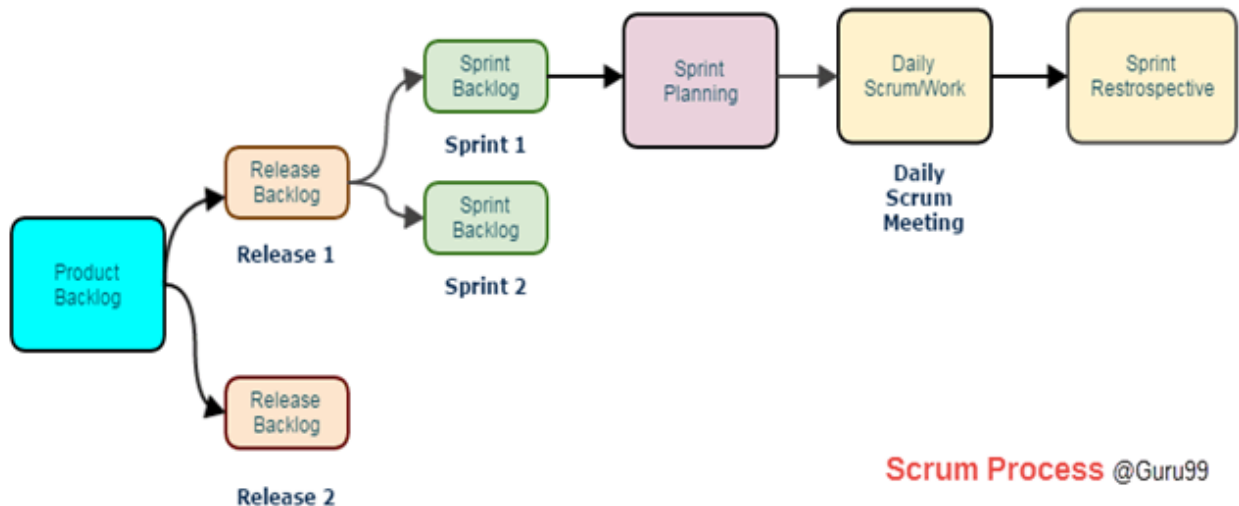 Product
Backlog
Release
Backlog
Release 1
Release
Backlog
Release 2
Sprint
Backlog
Sprint 1
Sprint
Backlog
Sprint 2
Sprint
Planning
Daily
Scrum/Work
Daily
Scrum
Meeting
Sprint
Restrospective
Scrum Process @Guru99